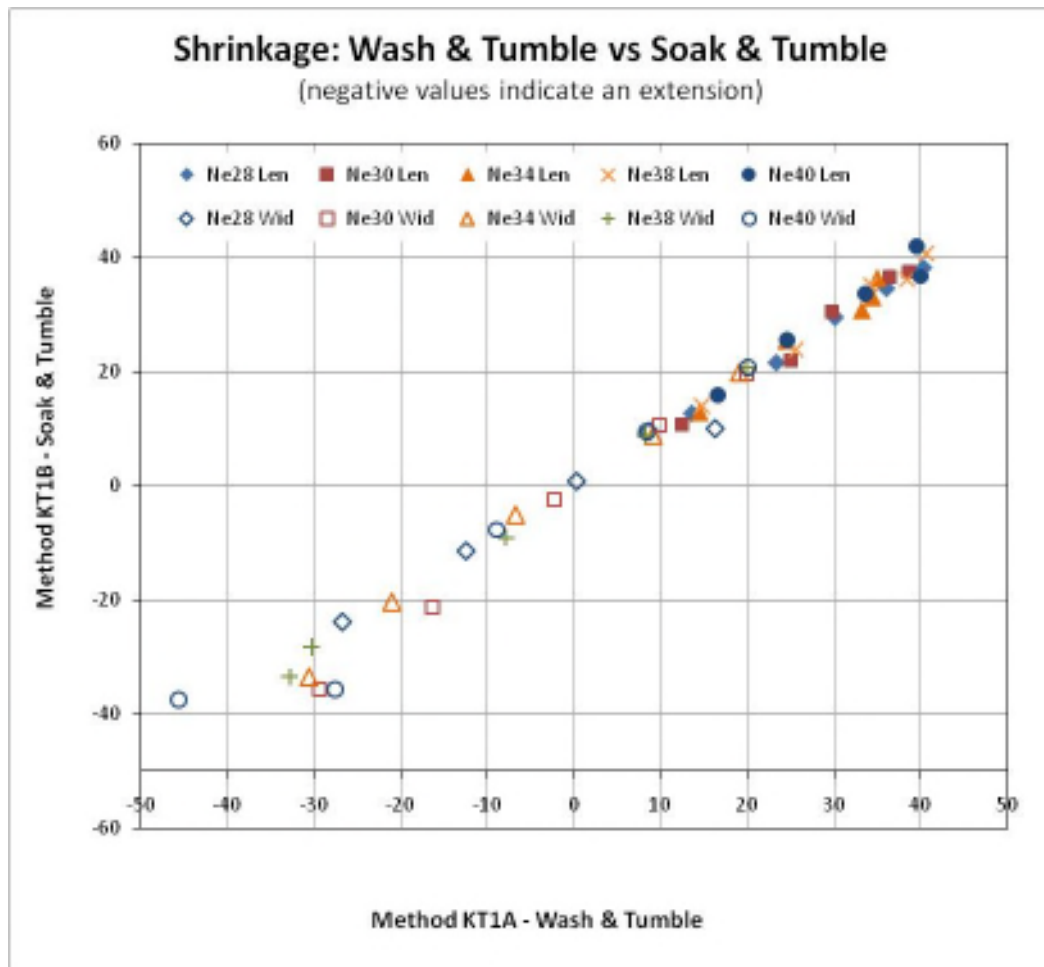 Shrinkage: Wash & Tumble vs Soak & Tumble
(negative values indicate an extension)
60
Ne28 Len Ne30 Len Ne34 Len Ne38 Len Ne40 Len
Ne28 Wid Ne30 Wid Ne34 Wid Ne38 Wid Ne40 Wid
40
20
0
-20
-40
-50 -40 -30 -20 -10 0 10 20 30 40 50
-60
Method KT1B - Soak & Tumble
Method KT1A - Wash & Tumble